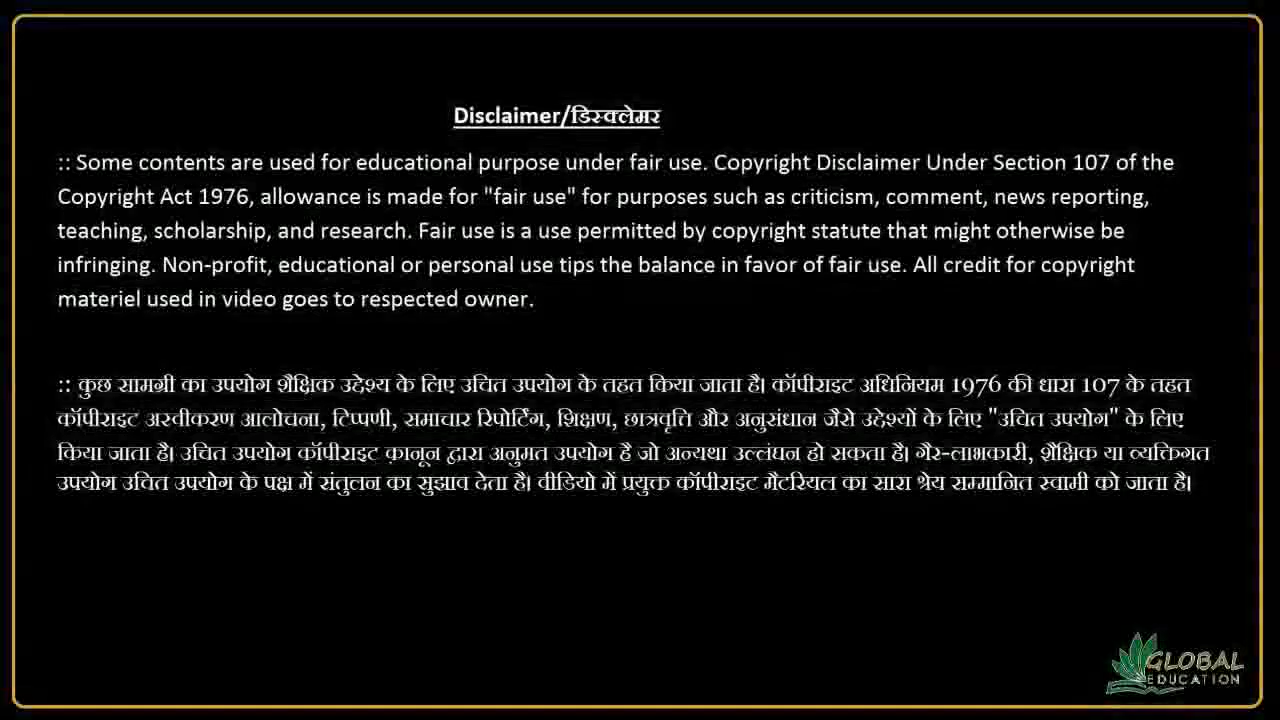 Disclaimer/डिस्क्लेमर
:: Some contents are used for educational purpose under fair use. Copyright Disclaimer Under Section 107 of the
Copyright Act 1976, allowance is made for "fair use" for purposes such as criticism, comment, news reporting,
teaching, scholarship, and research. Fair use is a use permitted by copyright statute that might otherwise be
infringing. Non-profit, educational or personal use tips the balance in favor of fair use. All credit for copyright
materiel used in video goes to respected owner.
:: कुछ सामग्री का उपयोग शैक्षिक उद्देश्य के लिए उचित उपयोग के तहत किया जाता है। कॉपीराइट अधिनियम 1976 की धारा 107 के तहत
कॉपीराइट अस्वीकरण आलोचना, टिप्पणी, समाचार रिपोर्टिंग, शिक्षण, छात्रवृत्ति और अनुसंधान जैसे उद्देश्यों के लिए "उचित उपयोग" के लिए
किया जाता है। उचित उपयोग कॉपीराइट क़ानून द्वारा अनुमत उपयोग है जो अन्यथा उल्लंघन हो सकता है। गैर-लाभकारी, शैक्षिक या व्यक्तिगत
उपयोग उचित उपयोग के पक्ष में संतुलन का सुझाव देता है। वीडियो में प्रयुक्त कॉपीराइट मैटरियल का सारा श्रेय सम्मानित स्वामी को जाता है।
GLOBAL
EDUCATION